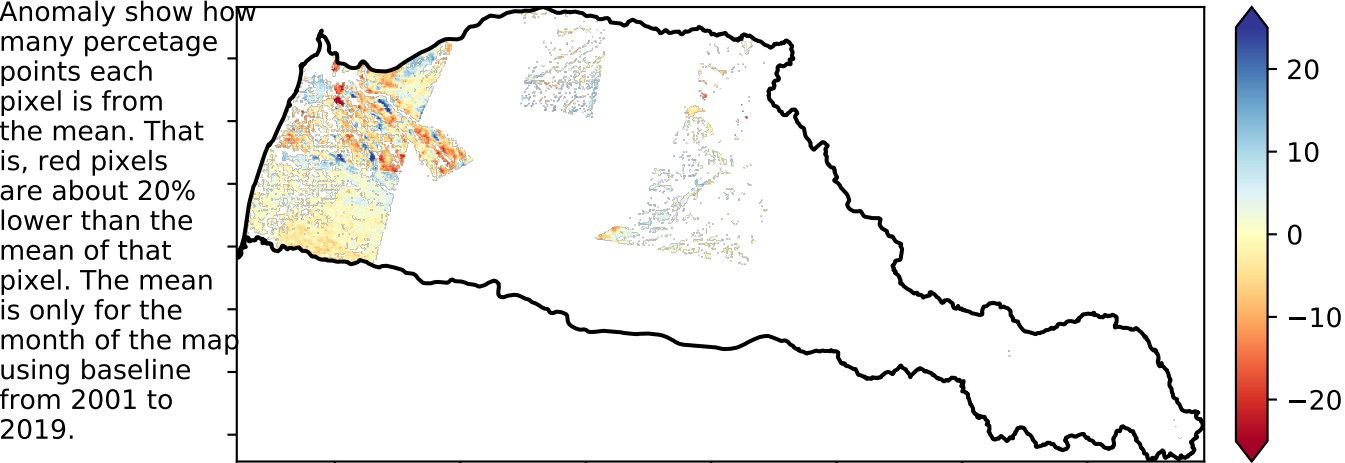 Anomaly show how
many percetage
points each
pixel is from
the mean. That
is, red pixels
are about 20%
lower than the
mean of that
pixel. The mean
is only for the
month of the map
using baseline
from 2001 to
2019.
20
10
0
−10
−20